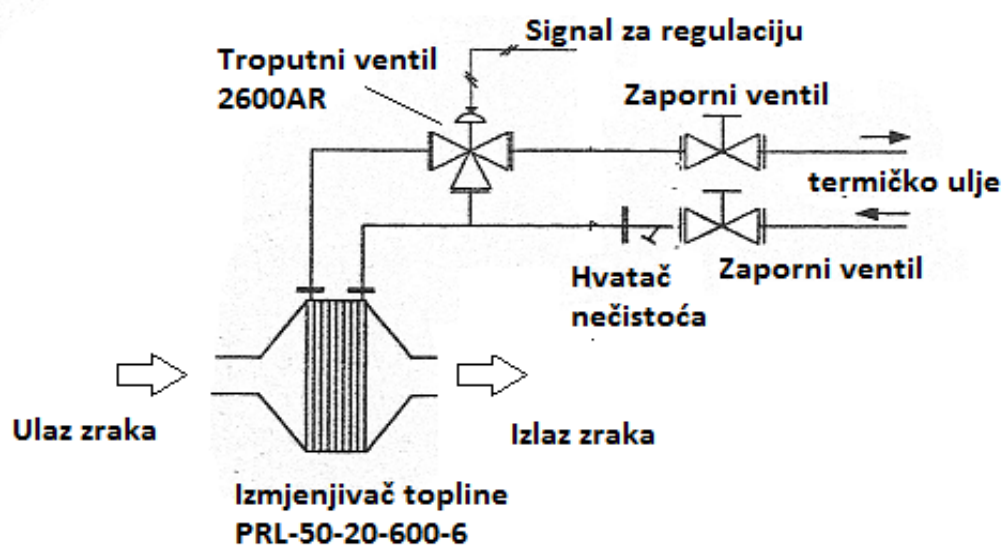 Signal za regulaciju
Troputni ventil
2600AR
Zaporni ventil
termičko ulje
Zaporni ventil
Hvatač
nečistoća
Ulaz zraka
Izlaz zraka
Izmjenjivač topline
PRL-50-20-600-6